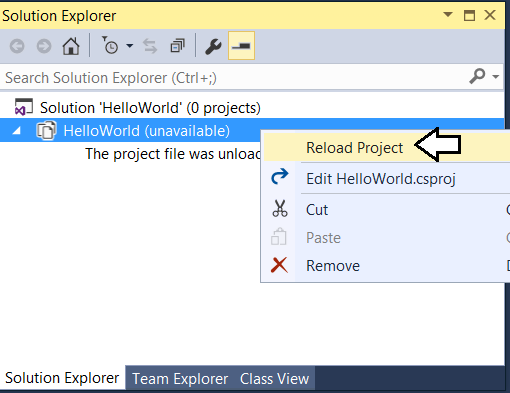 Solution Explorer
Search Solution Explorer (Ctrl+;)
Solution 'HelloWorld' (0 projects)
HelloWorld (unavailable)
The project file was unloa
Reload Project
Edit HelloWorld.csproj
Cut
Paste
Remove
Solution Explorer Team Explorer Class View